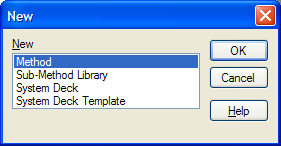 New
New
Method
Sub-Method Library
System Deck
System Deck Template
OK
Cancel
Help